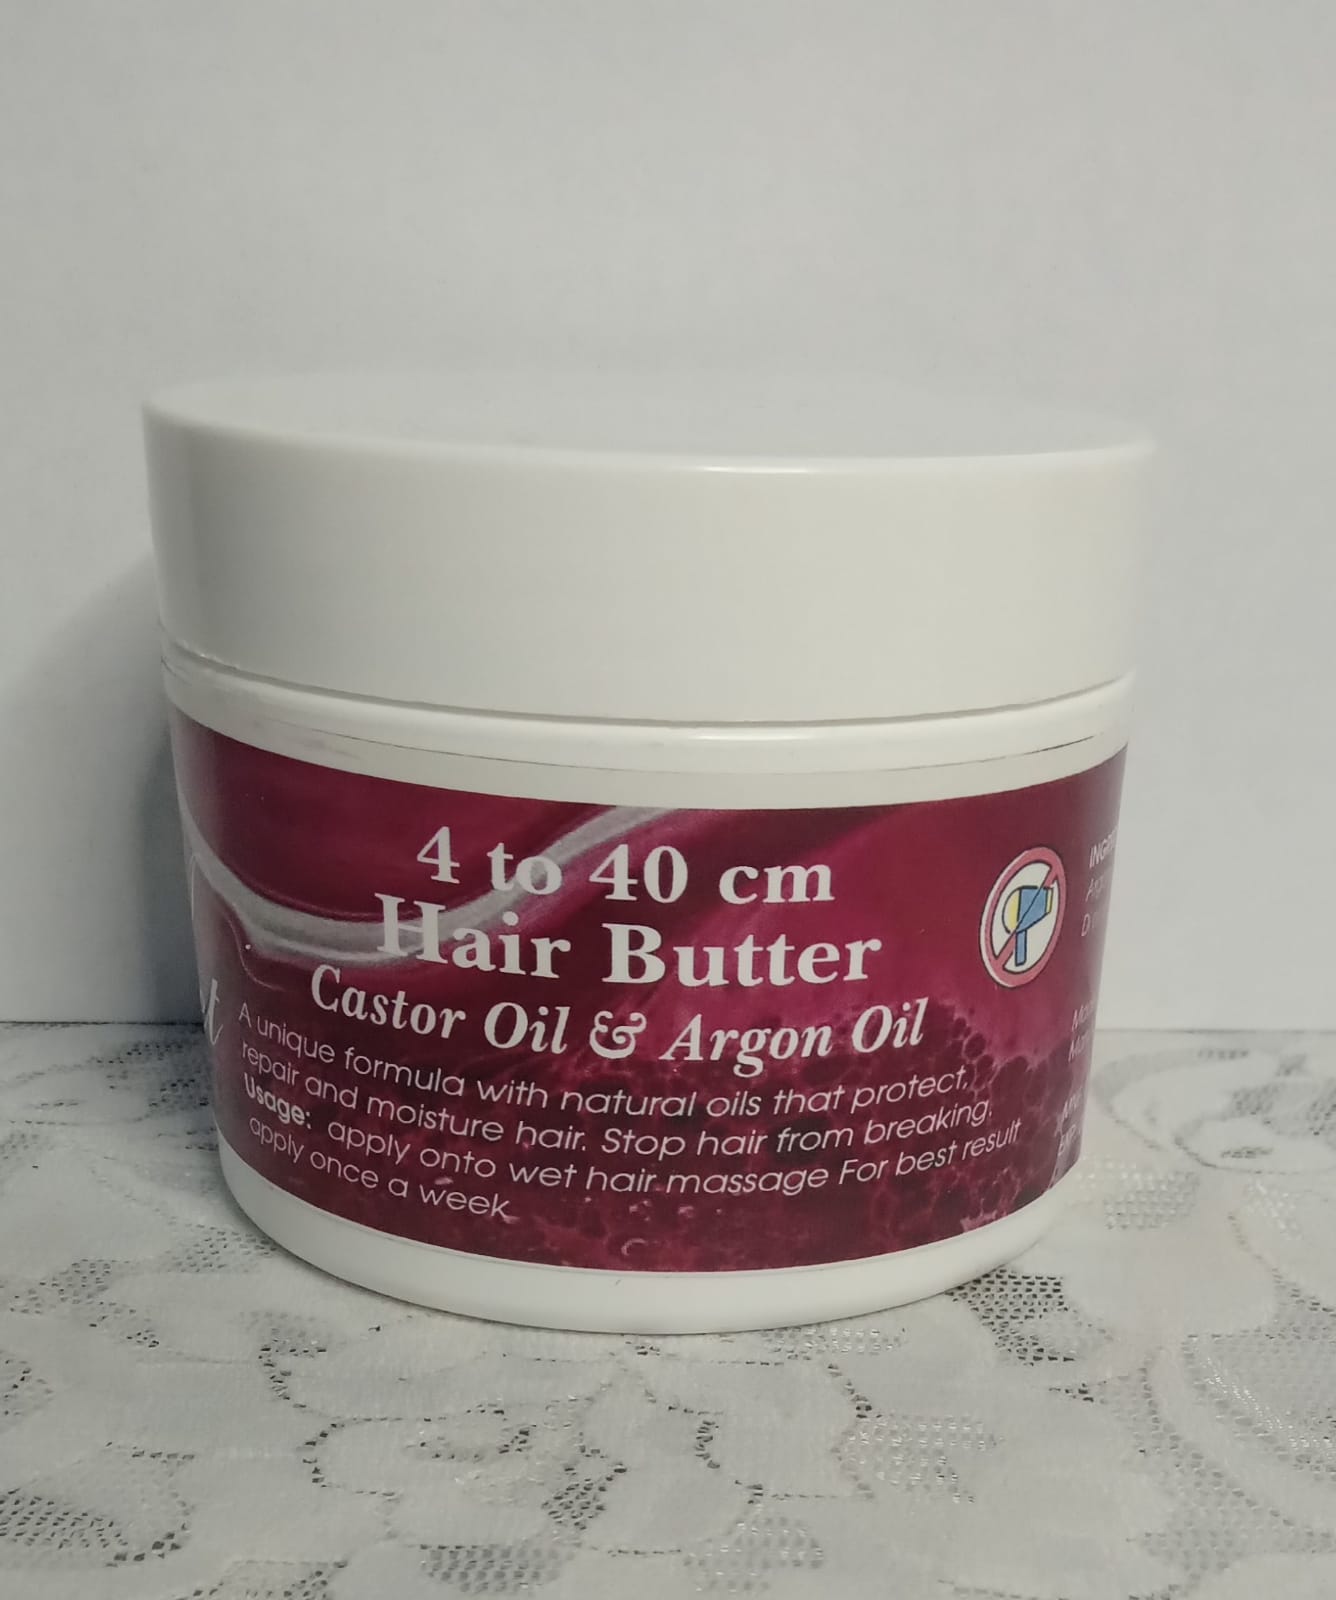 4 to 40 cm
Hair Butter
Castor Oil & Argon Oil
A unique formula with natural oils that protect,
repair and moisture hair. Stop hair from breaking.
Usage: apply onto wet hair massage For best result
apply once a week